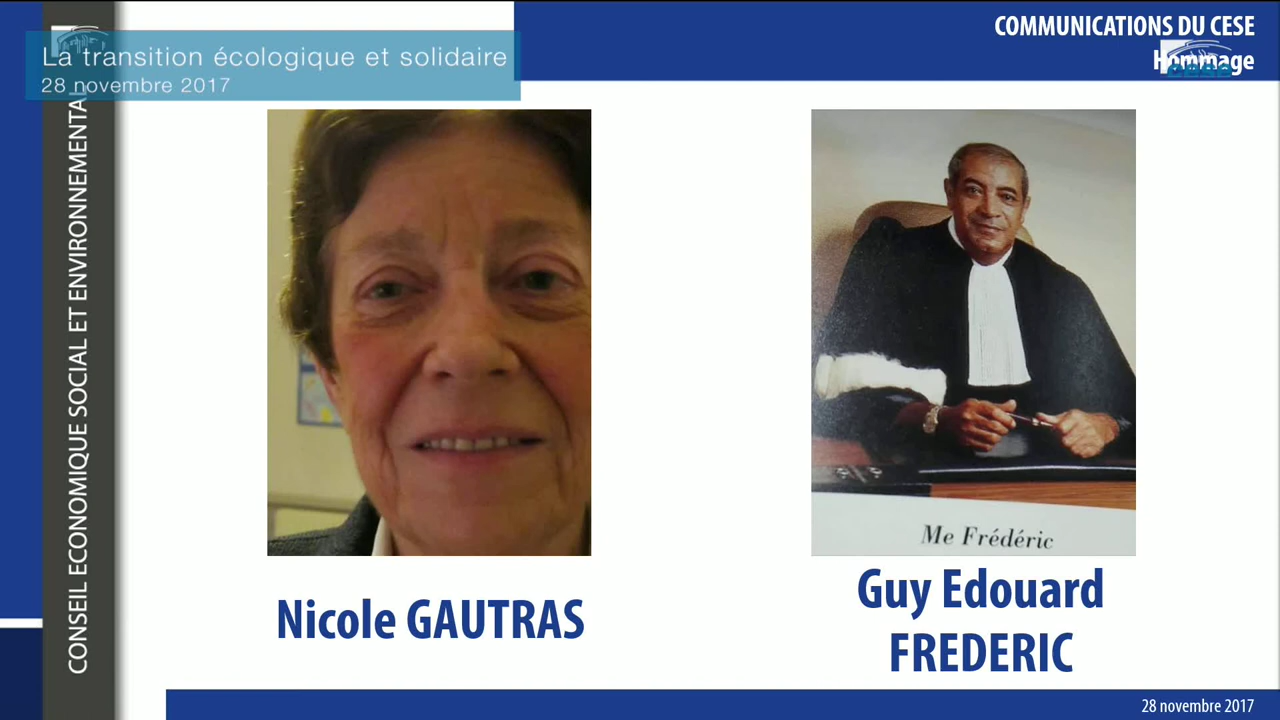 COMMUNICATIONS DU CESE
Hommage
La transition écologique et solidaire
28 novembre 2017
CONSEIL ECONOMIQUE SOCIAL ET ENVIRONNEMENTAL
Me Frédéric
Nicole GAUTRAS
Guy Edouard
FREDERIC
28 novembre 2017